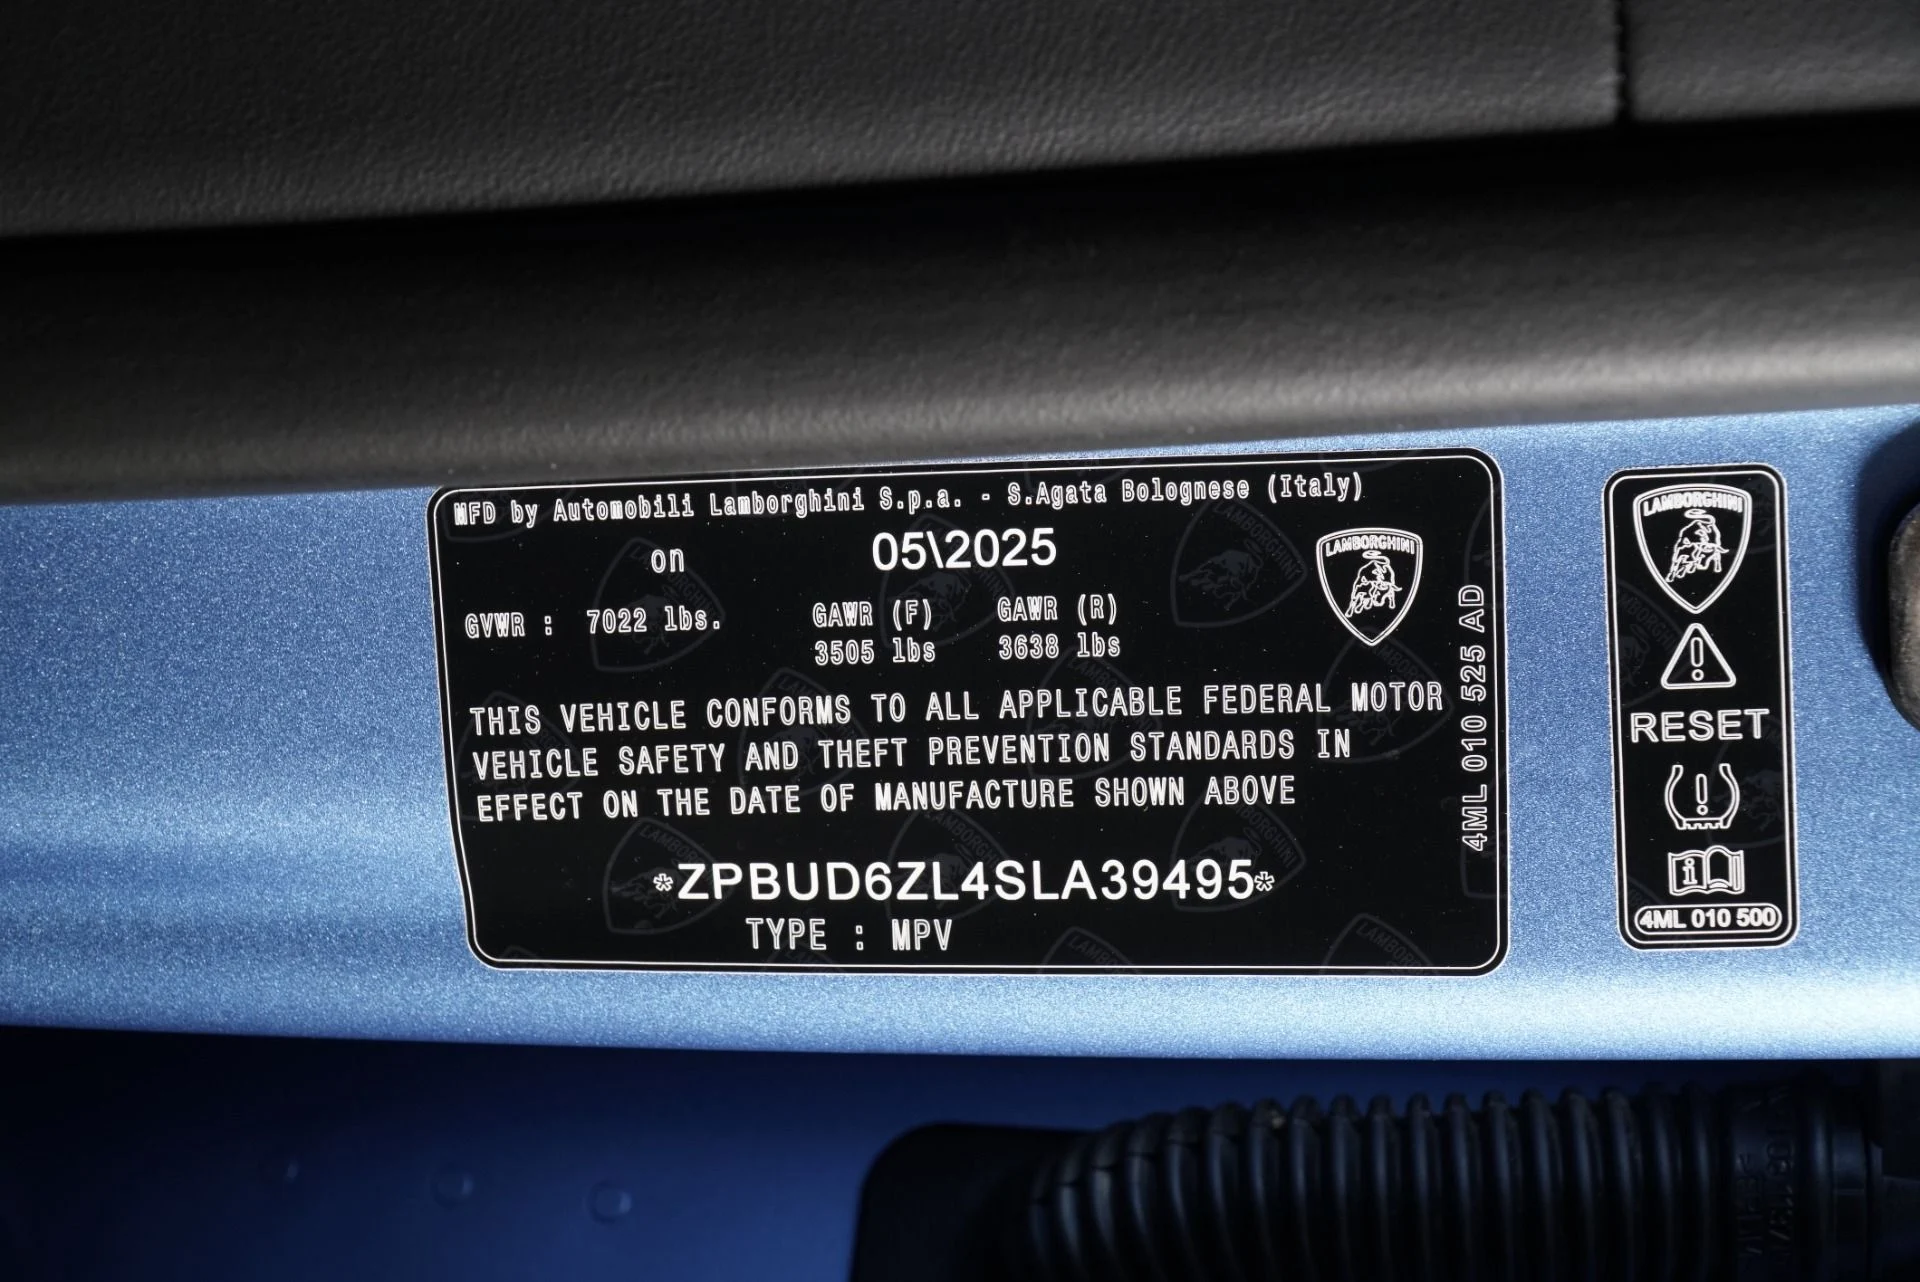 MFD by Automobili Lamborghini S.p.a. - S.Agata Bolognese (Italy)
on 05\2025
GVWR : 7022 lbs. GAWR (F) GAWR (R)
3505 lbs 3638 lbs
THIS VEHICLE CONFORMS TO ALL APPLICABLE FEDERAL MOTOR
VEHICLE SAFETY AND THEFT PREVENTION STANDARDS IN
EFFECT ON THE DATE OF MANUFACTURE SHOWN ABOVE
*ZPBUD6ZL4SLA39495*
TYPE : MPV
LAMBORGHINI
4ML 010 525 AD
LAMBORGHINI
RESET
4ML 010 500